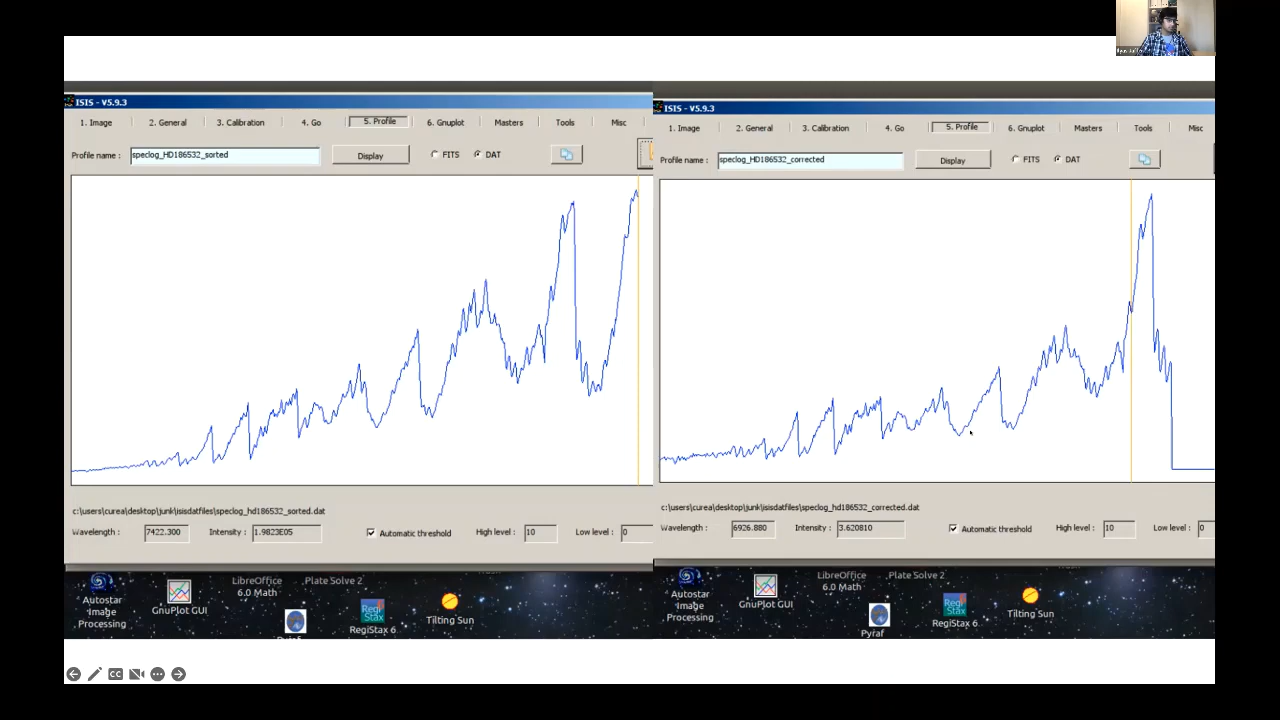 ISIS - V5.9.3
1. Image 2. General 3. Calibration 4. Go 5. Profile 6. Gnuplot Masters Tools Misc
Profile name : speclog_HD186532_sorted Display FITS DAT
c:\users\curea\desktop\junk\isisdatfiles\speclog_hd186532_sorted.dat
Wavelength : 7422.300 Intensity : 1.9823E05 Automatic threshold High level : 10 Low level : 0
Autostar Image Processing
GnuPlot GUI
LibreOffice 6.0 Math
Plate Solve 2
Pyraf
RegiStax 6
Tilting Sun
ISIS - V5.9.3
1. Image 2. General 3. Calibration 4. Go 5. Profile 6. Gnuplot Masters Tools Misc
Profile name : speclog_HD186532_corrected Display FITS DAT
c:\users\curea\desktop\junk\isisdatfiles\speclog_hd186532_corrected.dat
Wavelength : 6926.880 Intensity : 3.620810 Automatic threshold High level : 10 Low level : 0
Autostar Image Processing
GnuPlot GUI
LibreOffice 6.0 Math
Plate Solve 2
Pyraf
RegiStax 6
Tilting Sun
CC